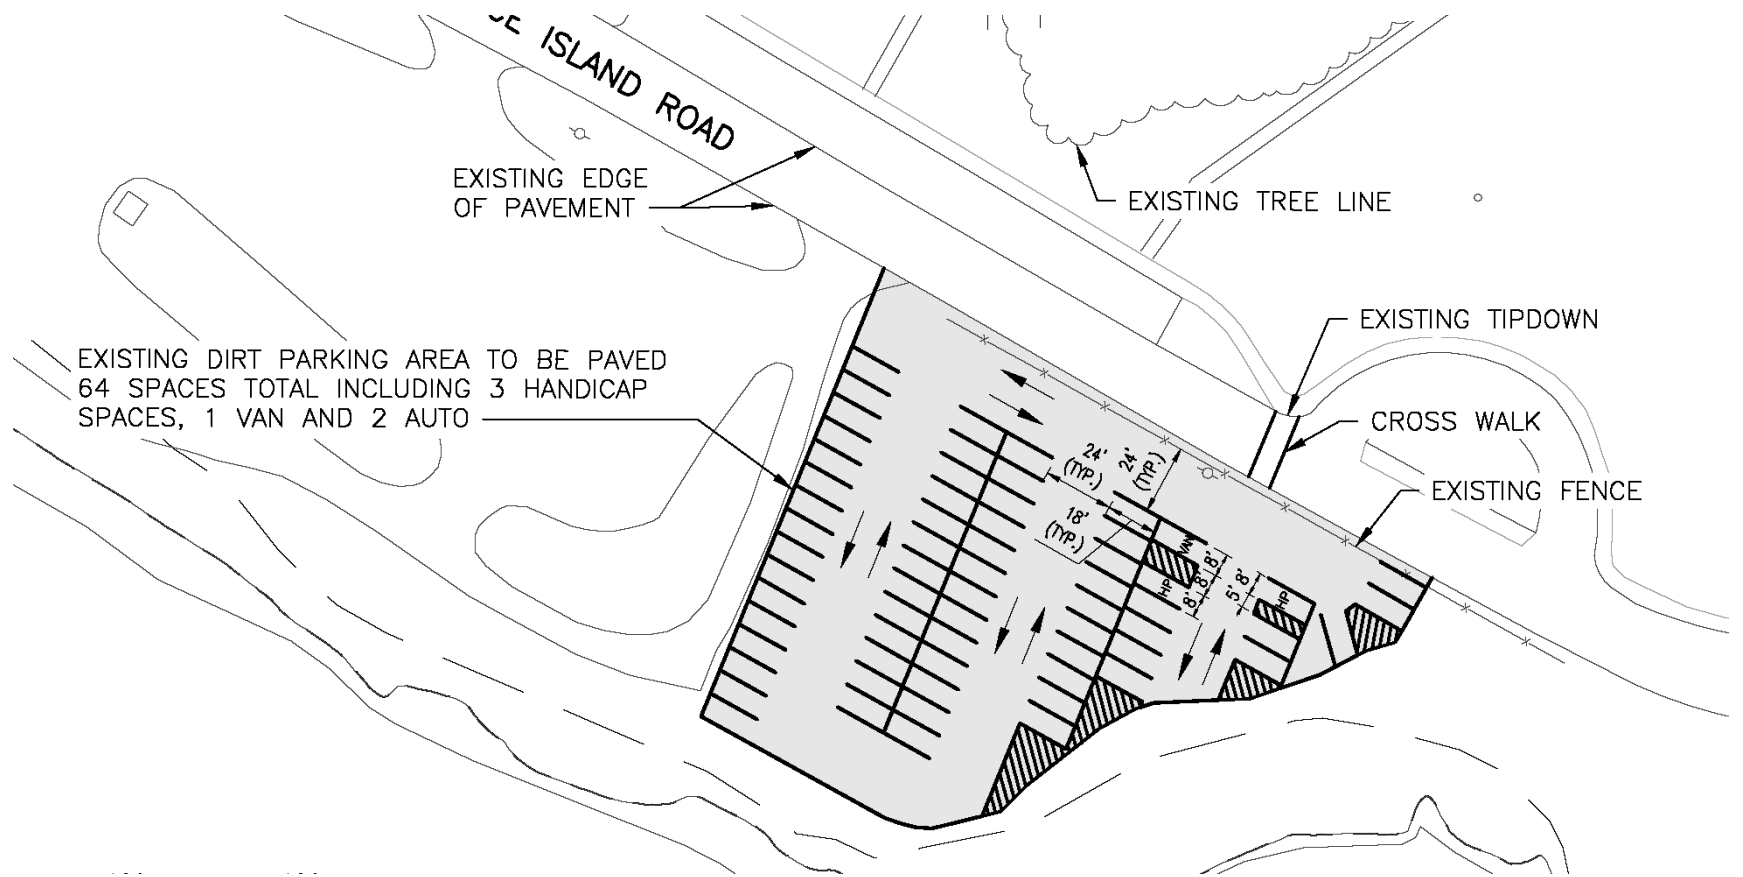 ISLAND ROAD
EXISTING EDGE
OF PAVEMENT
EXISTING TREE LINE
EXISTING TIPDOWN
EXISTING DIRT PARKING AREA TO BE PAVED
64 SPACES TOTAL INCLUDING 3 HANDICAP
SPACES, 1 VAN AND 2 AUTO
CROSS WALK
EXISTING FENCE
24'
(TYP.)
24'
(TYP.)
18'
(TYP.)
VAN
HP
8'
8'
8'
5'
8'
HP